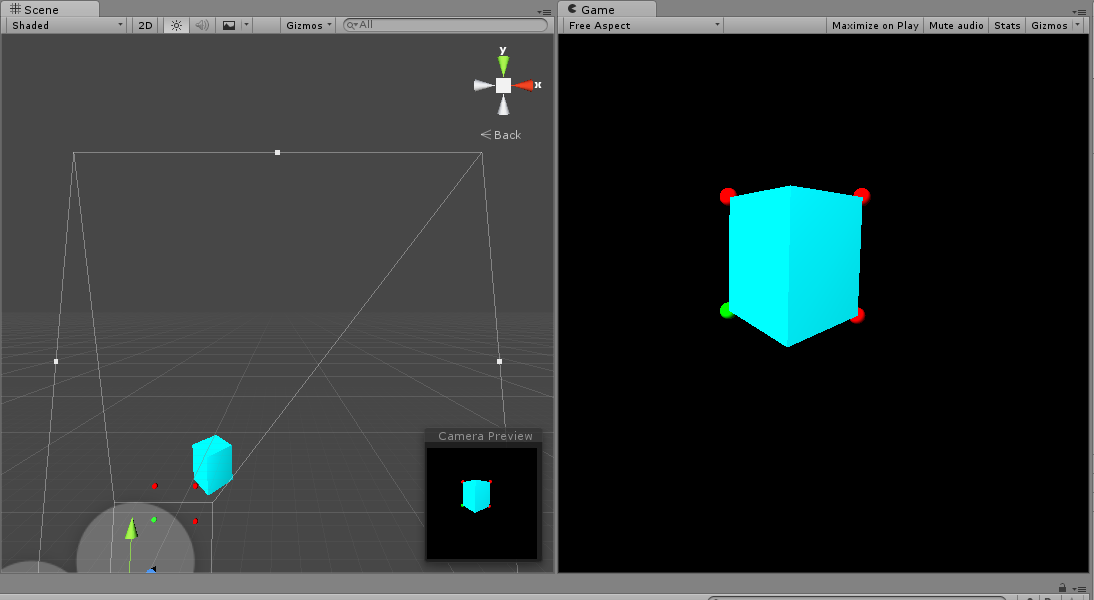 Scene
Shaded 2D Gizmos All
y
x
Back
Camera Preview
Game
Free Aspect Maximize on Play Mute audio Stats Gizmos